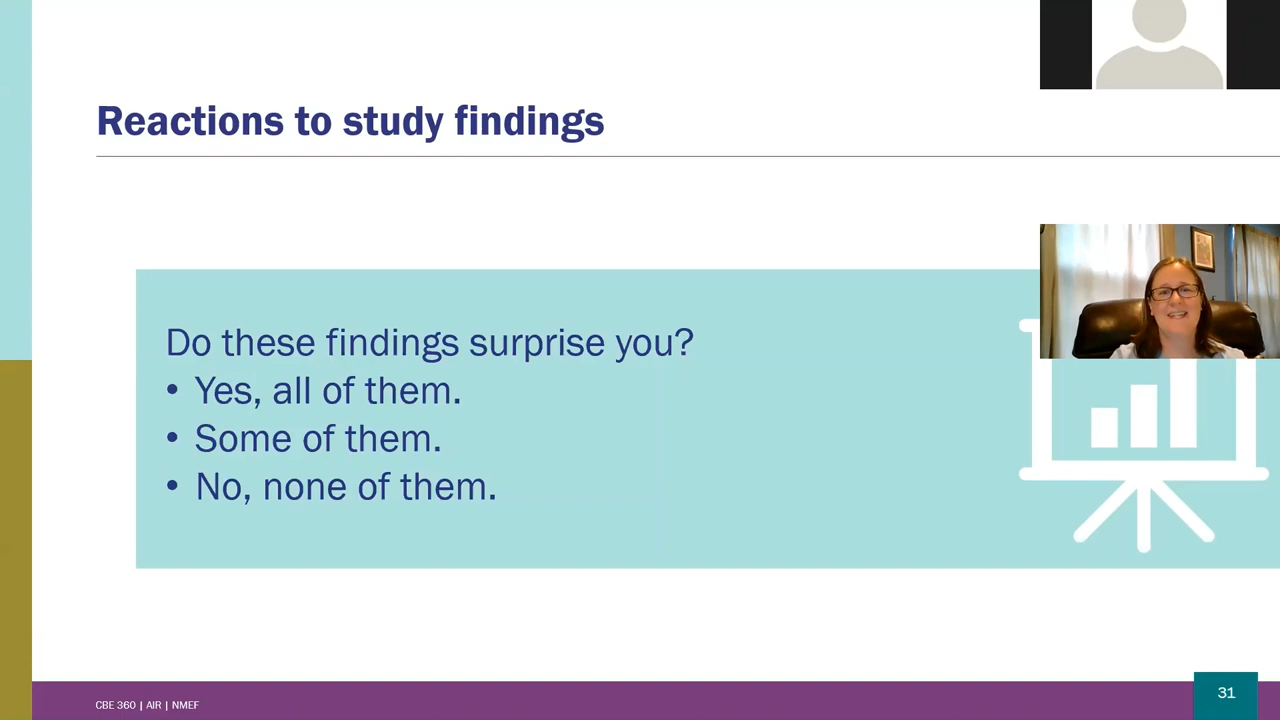 Reactions to study findings
Do these findings surprise you?
• Yes, all of them.
• Some of them.
• No, none of them.
CBE 360 | AIR | NMEF
31